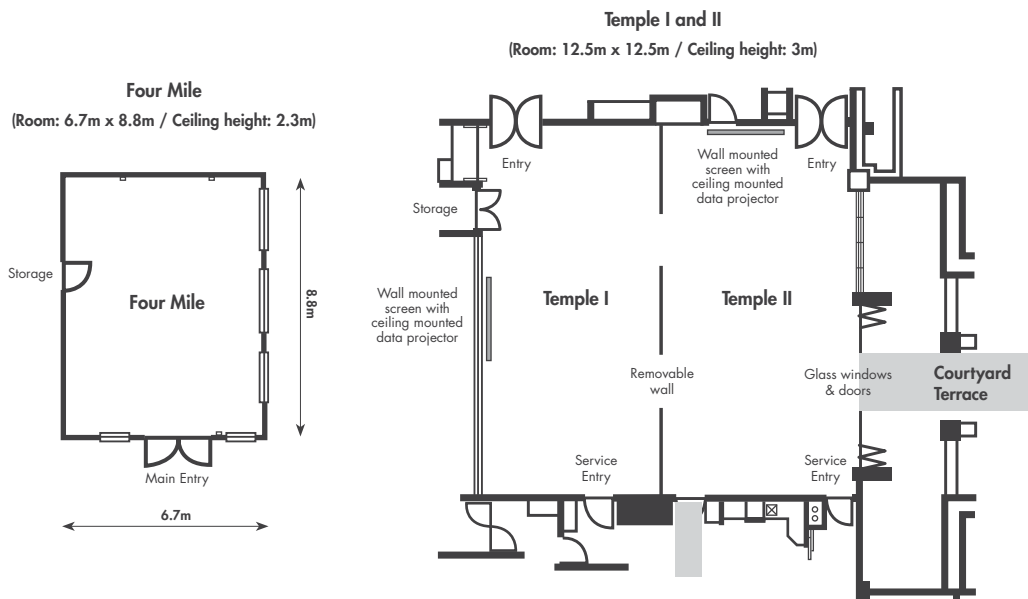 Temple I and II
(Room: 12.5m x 12.5m / Ceiling height: 3m)
Four Mile
(Room: 6.7m x 8.8m / Ceiling height: 2.3m)
Storage
Four Mile
8.8m
Main Entry
6.7m
Entry
Wall mounted
screen with
ceiling mounted
data projector
Entry
Storage
Wall mounted
screen with
ceiling mounted
data projector
Temple I
Temple II
Removable
wall
Glass windows
& doors
Courtyard
Terrace
Service
Entry
Service
Entry